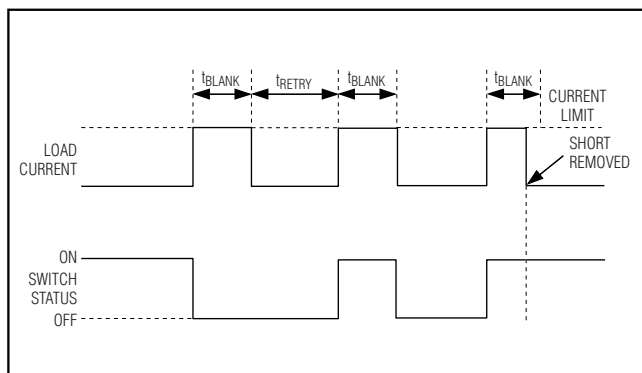 tBLANK
tRETRY
tBLANK
tBLANK
CURRENT
LIMIT
LOAD
CURRENT
SHORT
REMOVED
ON
SWITCH
STATUS
OFF